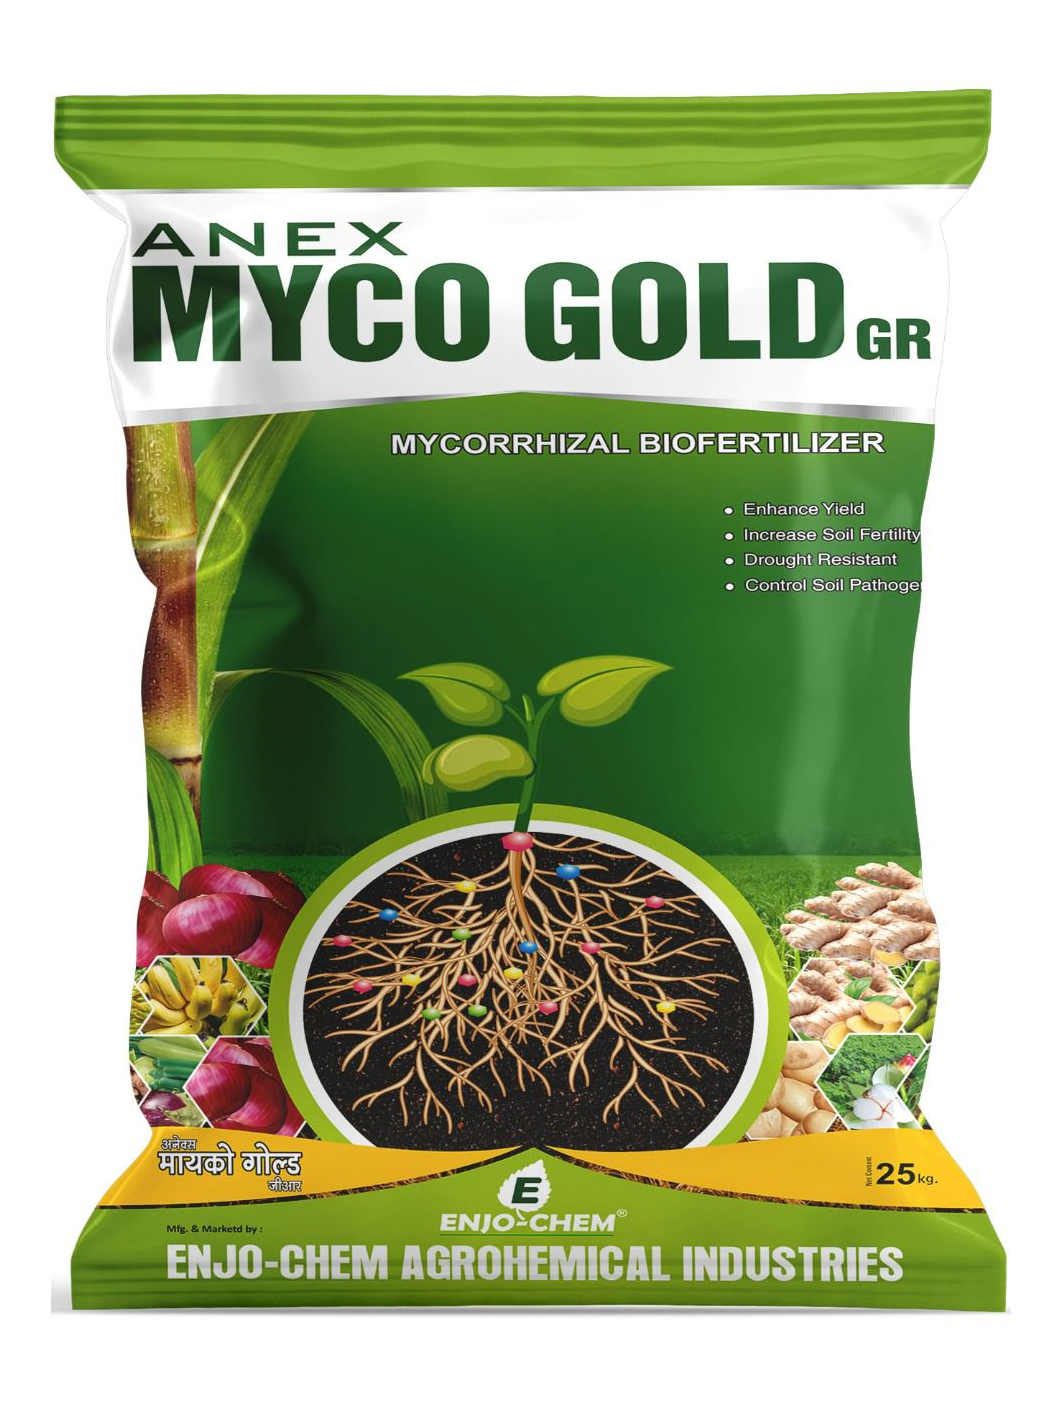 ANEX
MYCO GOLD GR
MYCORRHIZAL BIOFERTILIZER
• Enhance Yield
• Increase Soil Fertility
• Drought Resistant
• Control Soil
अनेक्स
मायको गोल्ड
जीआर
Net Content
25kg.
E
ENJO-CHEM®
Mfg. & Marketd by :
ENJO-CHEM AGROHEMICAL INDUSTRIES